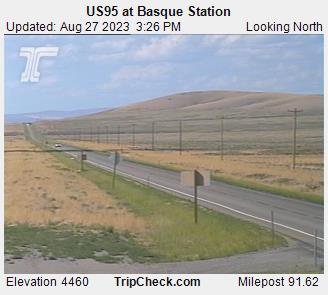 US95 at Basque Station
Updated: Aug 27 2023 3:26 PM Looking North
Elevation 4460 TripCheck.com Milepost 91.62